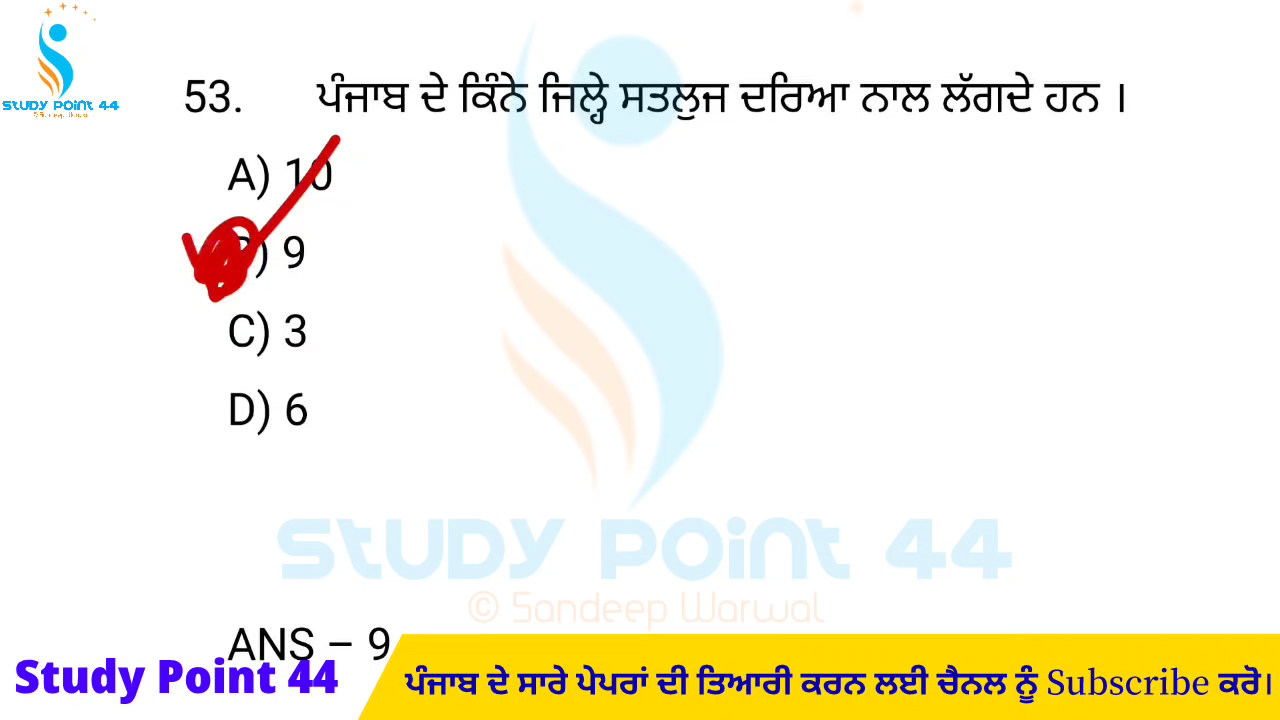 STUDY POINT 44
53. ਪੰਜਾਬ ਦੇ ਕਿੰਨੇ ਜਿਲ੍ਹੇ ਸਤਲੁਜ ਦਰਿਆ ਨਾਲ ਲੱਗਦੇ ਹਨ ।
A) 10
) 9
C) 3
D) 6
STUDY POINT 44
© Sandeep Warwal
ANS – 9
Study Point 44
ਪੰਜਾਬ ਦੇ ਸਾਰੇ ਪੇਪਰਾਂ ਦੀ ਤਿਆਰੀ ਕਰਨ ਲਈ ਚੈਨਲ ਨੂੰ Subscribe ਕਰੋ।